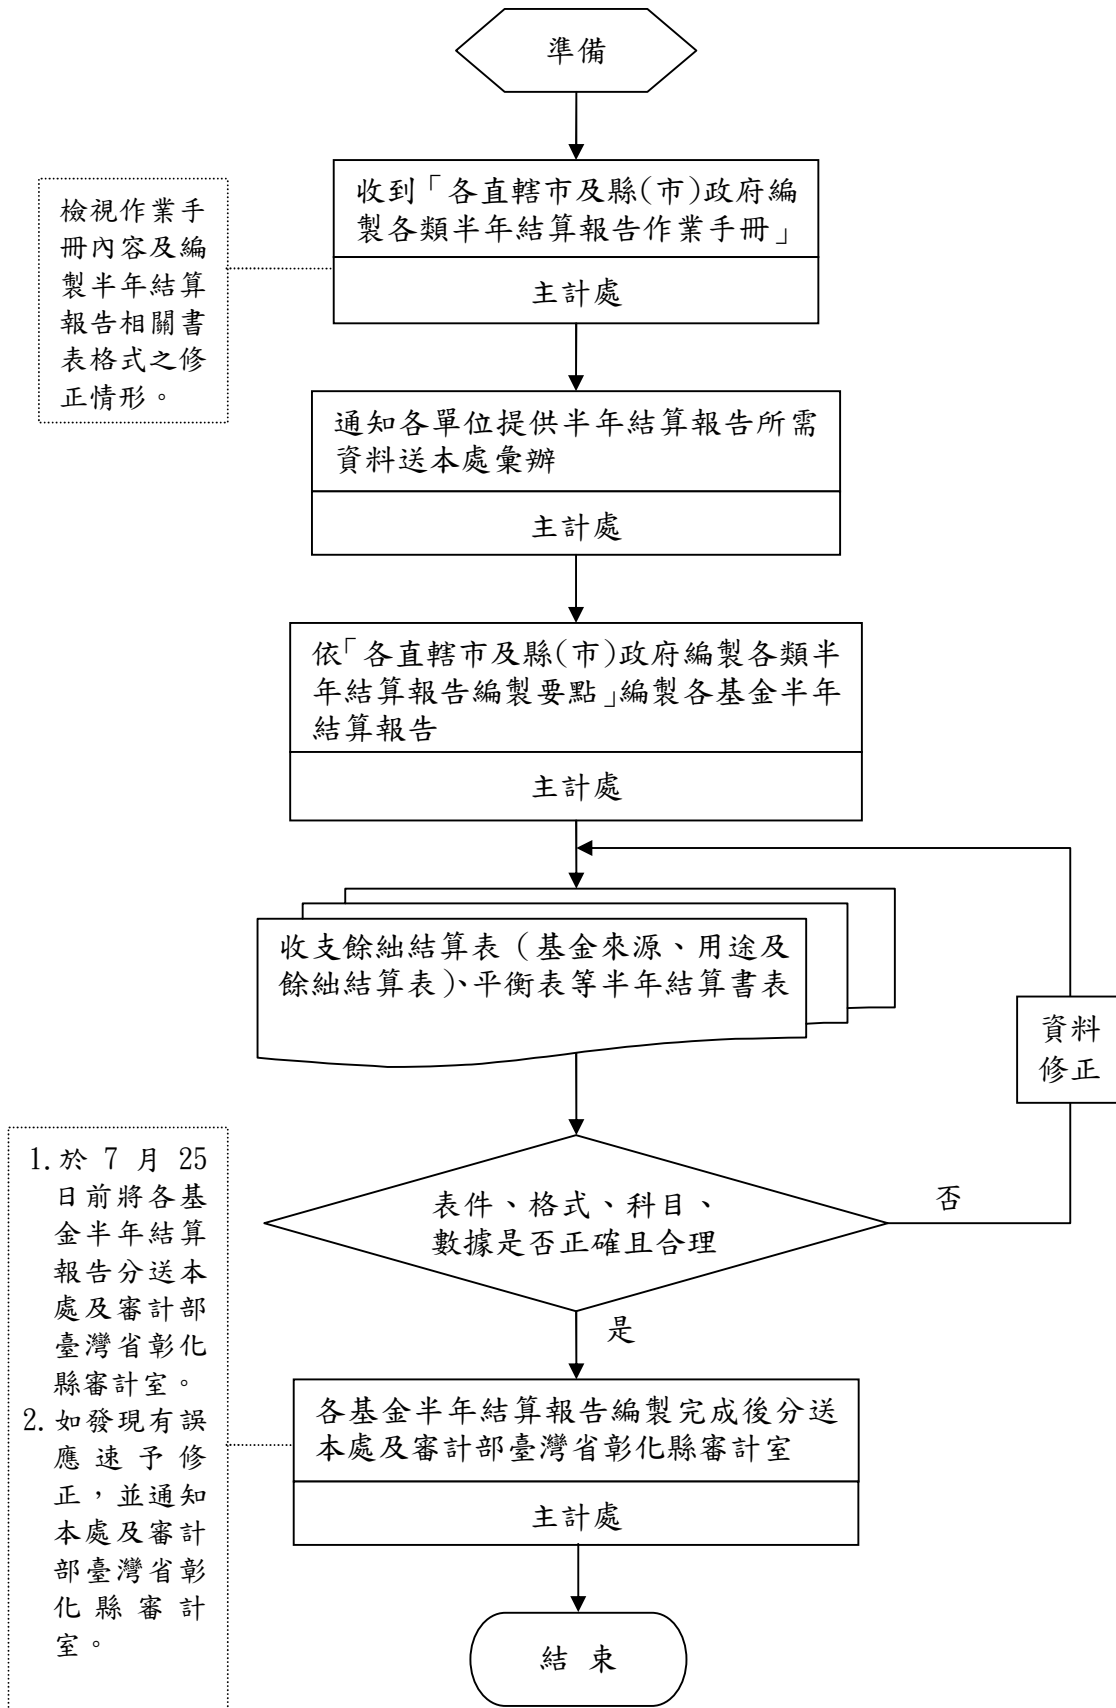 準備
收到「各直轄市及縣(市)政府編
製各類半年結算報告作業手冊」
主計處
檢視作業手
冊內容及編
製半年結算
報告相關書
表格式之修
正情形。
通知各單位提供半年結算報告所需
資料送本處彙辦
主計處
依「各直轄市及縣(市)政府編製各類半
年結算報告編製要點」編製各基金半年
結算報告
主計處
收支餘絀結算表（基金來源、用途及
餘絀結算表）、平衡表等半年結算書表
資料
修正
表件、格式、科目、
數據是否正確且合理
否
是
1. 於 7 月 25
日前將各基
金半年結算
報告分送本
處及審計部
臺灣省彰化
縣審計室。
2. 如發現有誤
應速予修
正，並通知
本處及審計
部臺灣省彰
化縣審計
室。
各基金半年結算報告編製完成後分送
本處及審計部臺灣省彰化縣審計室
主計處
結 束